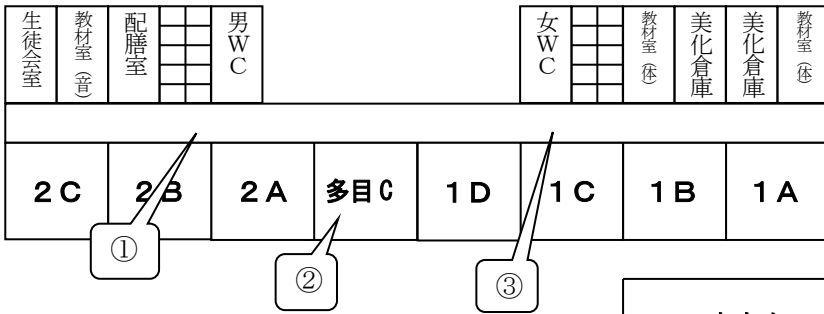 生徒会室
教材室（音）
配膳室
男WC
女WC
教材室（体）
美化倉庫
美化倉庫
教材室（体）
2C
2B
2A
多目C
1D
1C
1B
1A
①
②
③